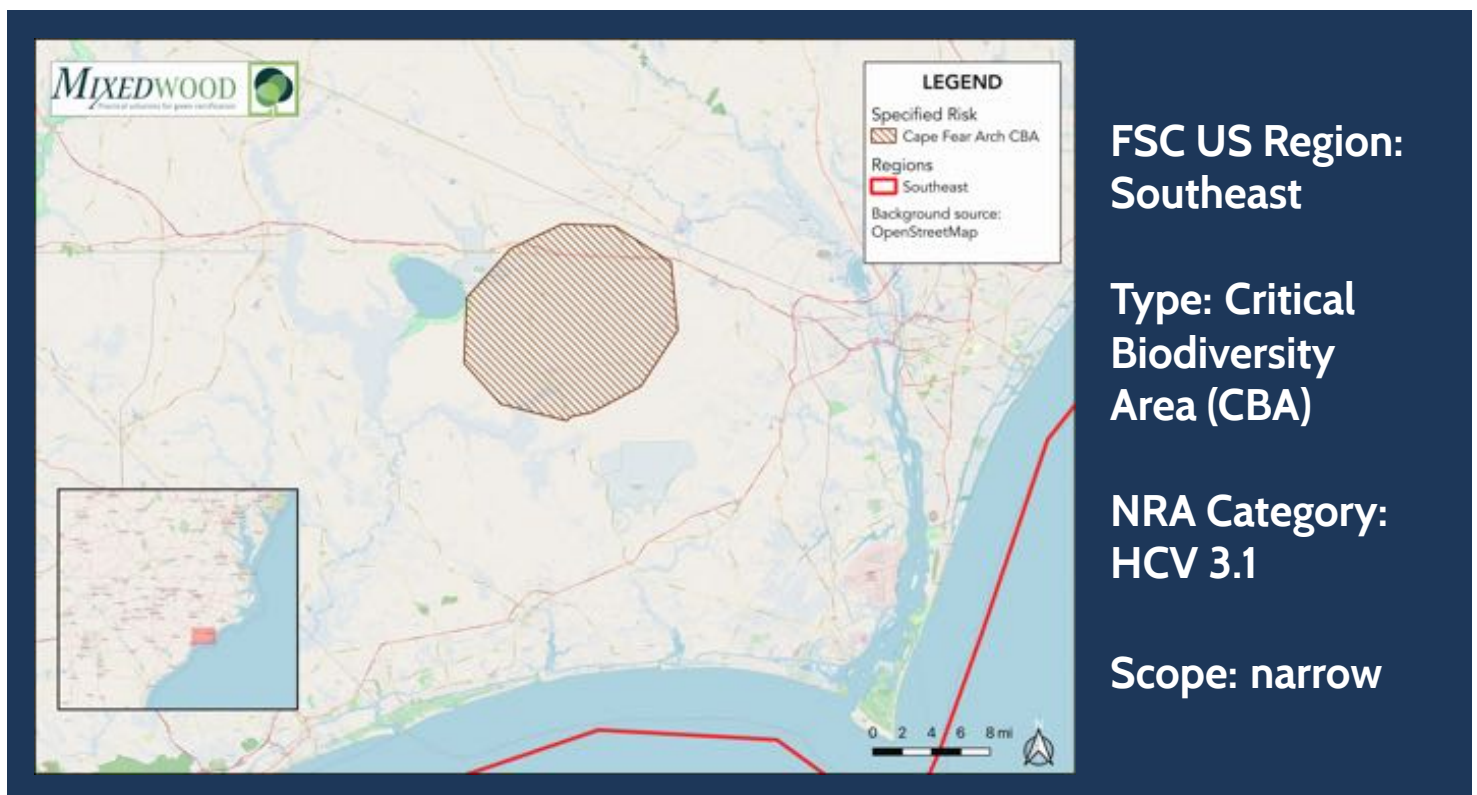 MIXEDWOOD
Practical solutions for green certification
LEGEND
Specified Risk
Cape Fear Arch CBA
Regions
Southeast
Background source:
OpenStreetMap
0 2 4 6 8 mi
N
FSC US Region:
Southeast
Type: Critical
Biodiversity
Area (CBA)
NRA Category:
HCV 3.1
Scope: narrow